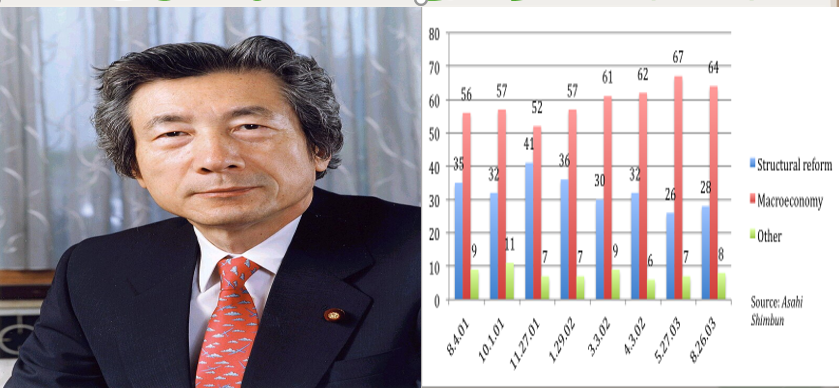 80
70
60
50
40
30
20
10
0
35 56 9
32 57 11
41 52 7
36 57 7
30 61 9
32 62 6
26 67 7
28 64 8
8.4.01
10.1.01
11.27.01
1.29.02
3.3.02
4.3.02
5.27.03
8.26.03
Structural reform
Macroeconomy
Other
Source: Asahi
Shimbun